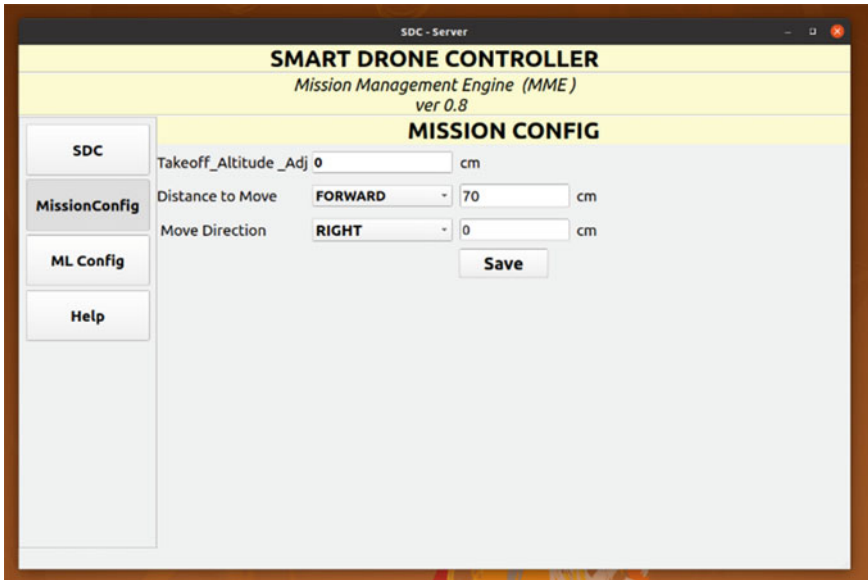 SDC - Server
SMART DRONE CONTROLLER
Mission Management Engine (MME )
ver 0.8
MISSION CONFIG
SDC
MissionConfig
ML Config
Help
Takeoff_Altitude _Adj 0 cm
Distance to Move FORWARD 70 cm
Move Direction RIGHT 0 cm
Save